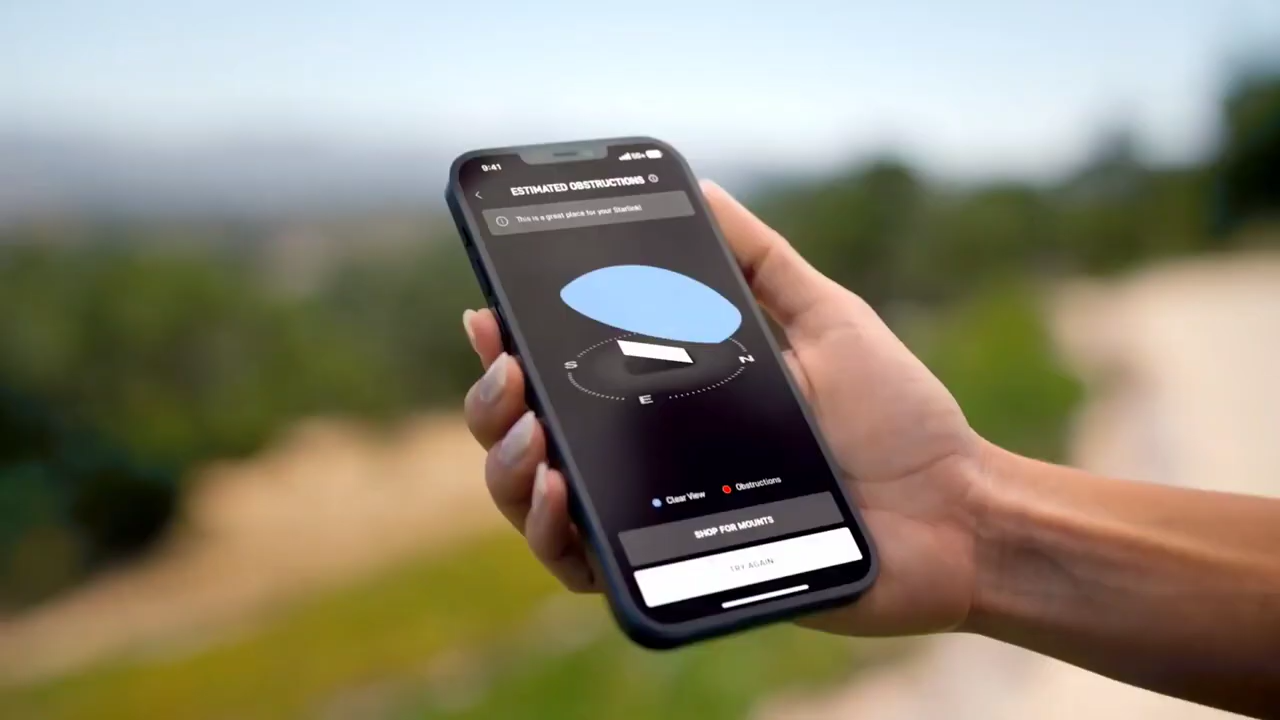 9:41
ESTIMATED OBSTRUCTIONS
This is a great place for your Starlink!
S
N
E
Clear View
Obstructions
SHOP FOR MOUNTS
TRY AGAIN